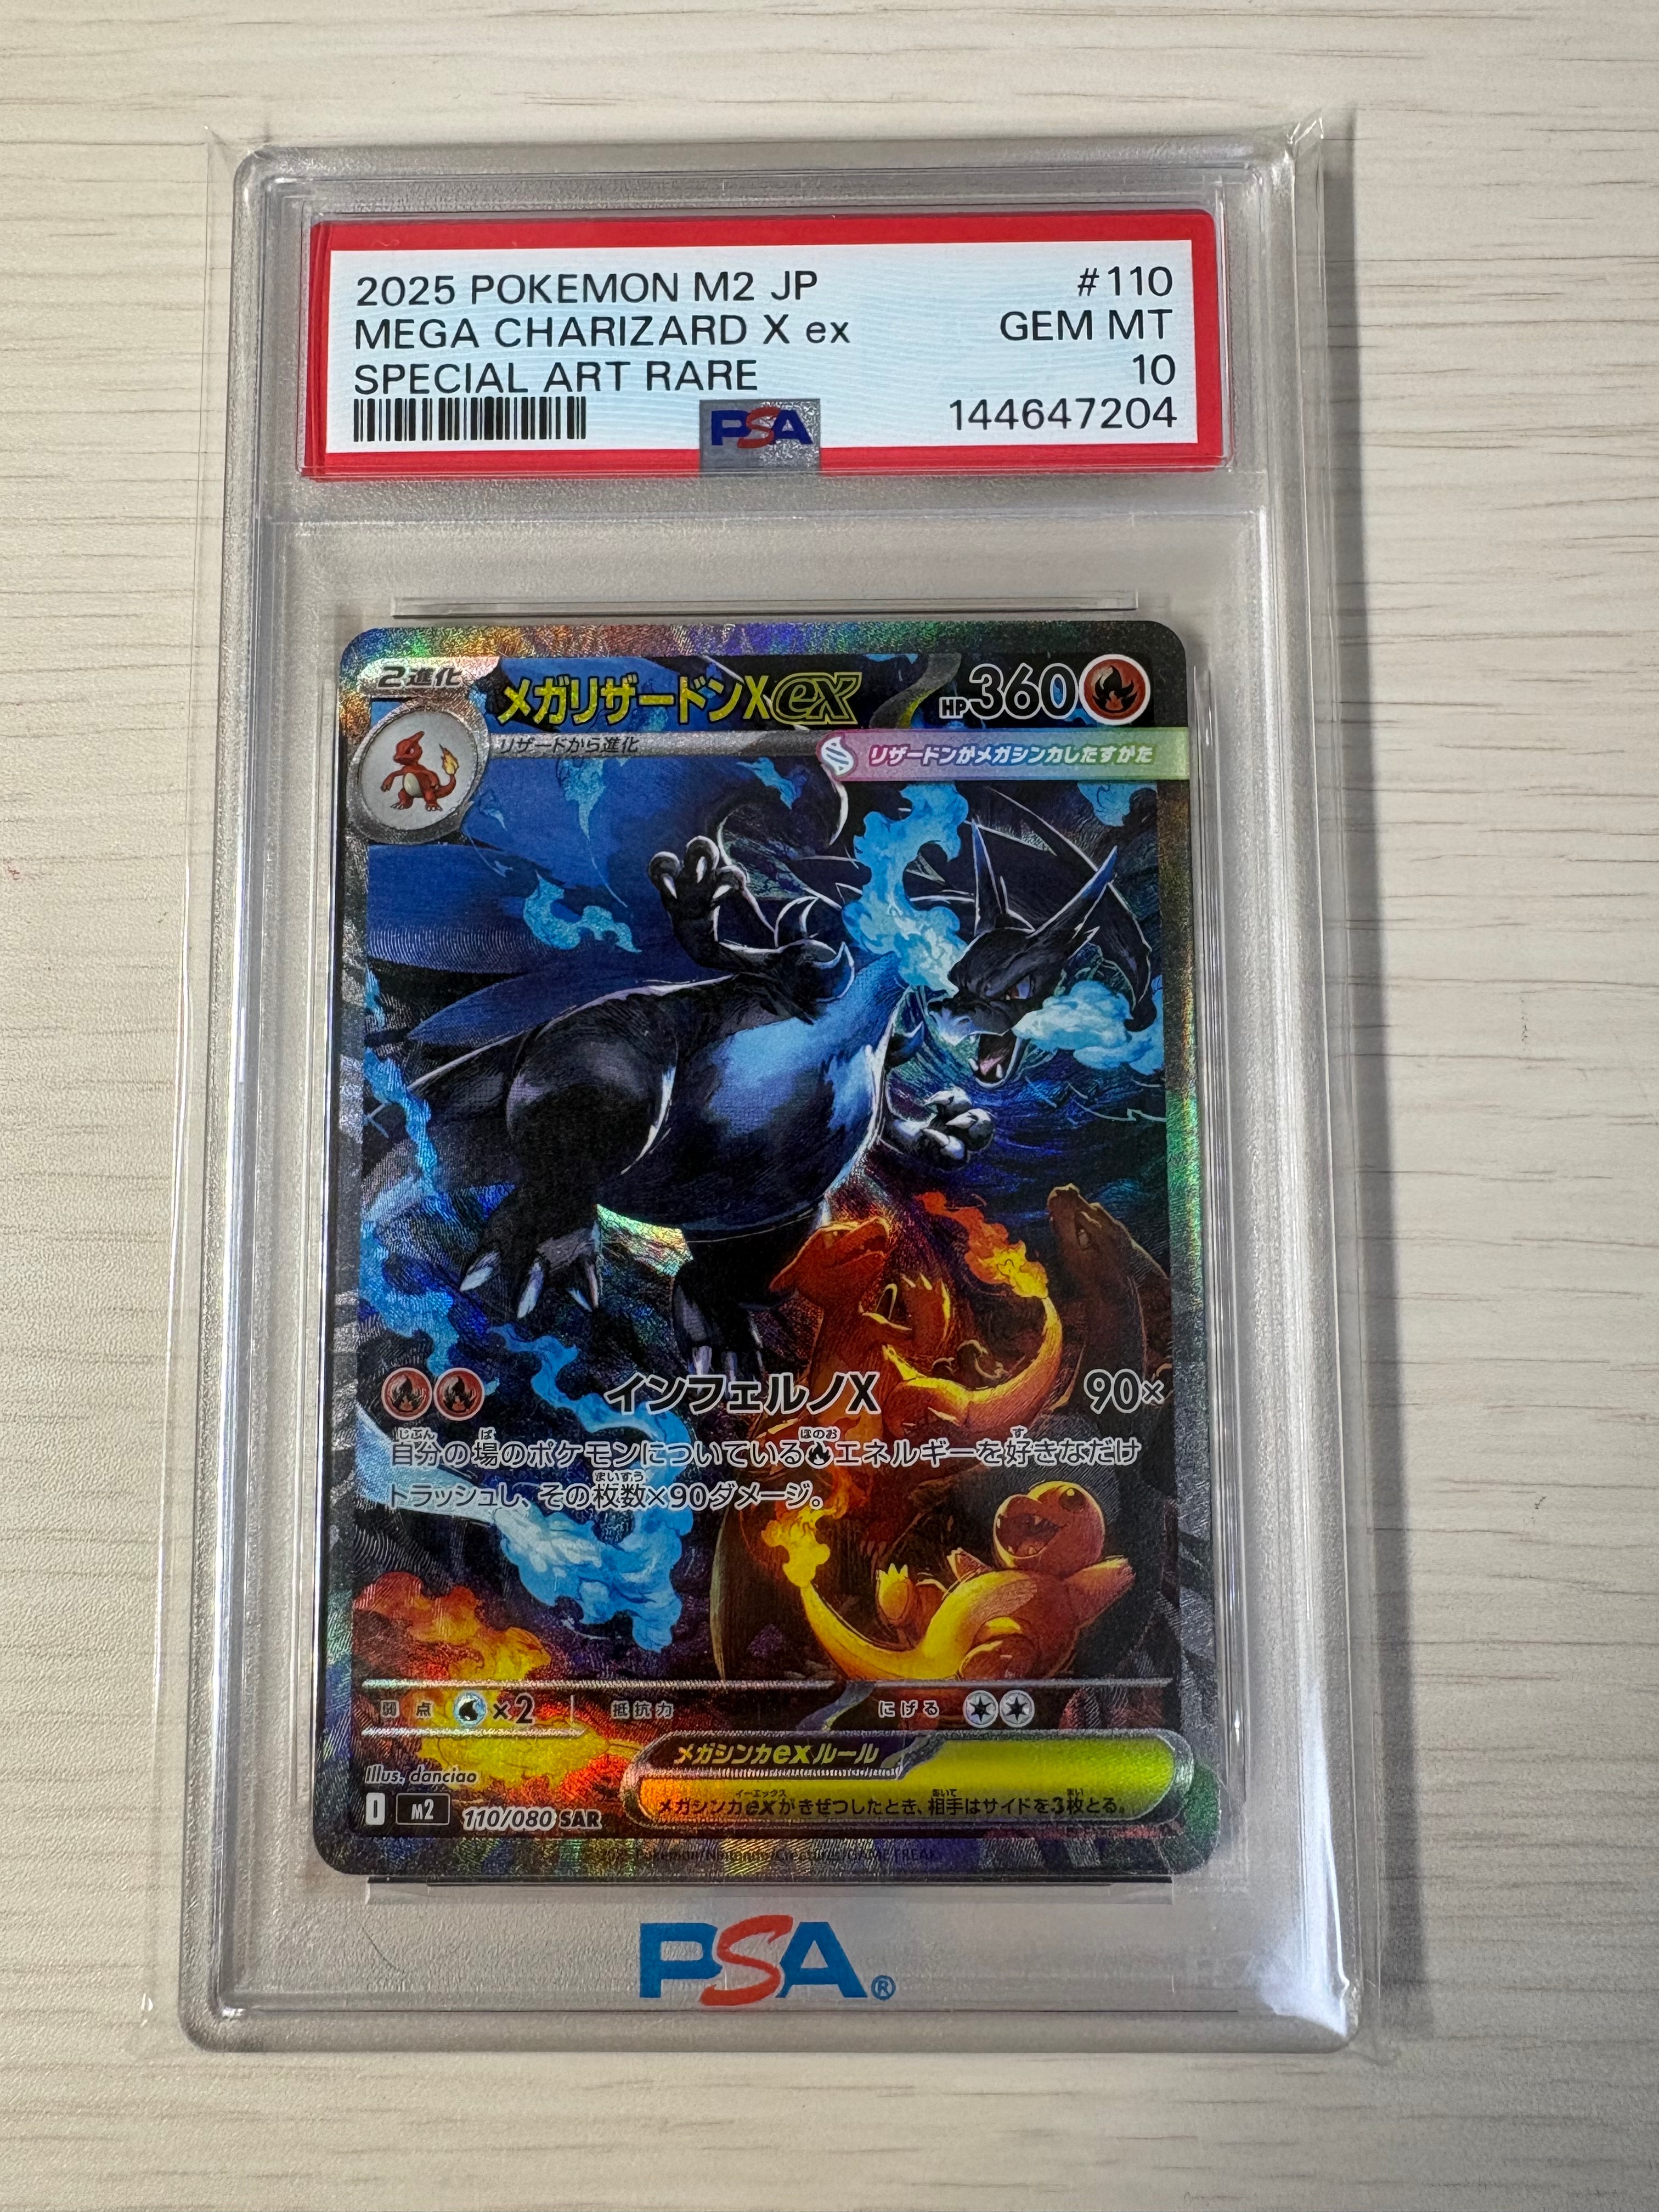 2025 POKEMON M2 JP #110
MEGA CHARIZARD X ex GEM MT
SPECIAL ART RARE 10
PSA 144647204
2進化 メガリザードンXex HP360
リザードから進化 リザードンがメガシンカしたすがた
インフェルノX 90×
自分の場のポケモンについているエネルギーを好きなだけ
トラッシュし、その枚数×90ダメージ。
弱点 ×2 抵抗力 にげる
メガシンカexルール
メガシンカexがきぜつしたとき、相手はサイドを3枚とる。
Illus. danciao
M2 110/080 SAR
2025 Pokémon/Nintendo/Creatures/GAME FREAK
PSA®